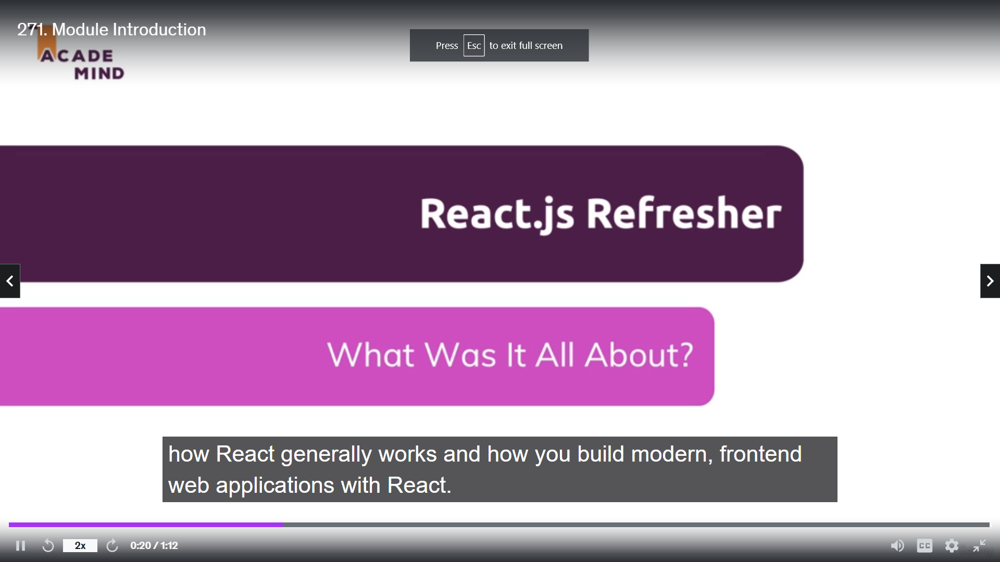 271. Module Introduction
ACADE
MIND
Press Esc to exit full screen
React.js Refresher
What Was It All About?
how React generally works and how you build modern, frontend
web applications with React.
2x
0:20 / 1:12
CC